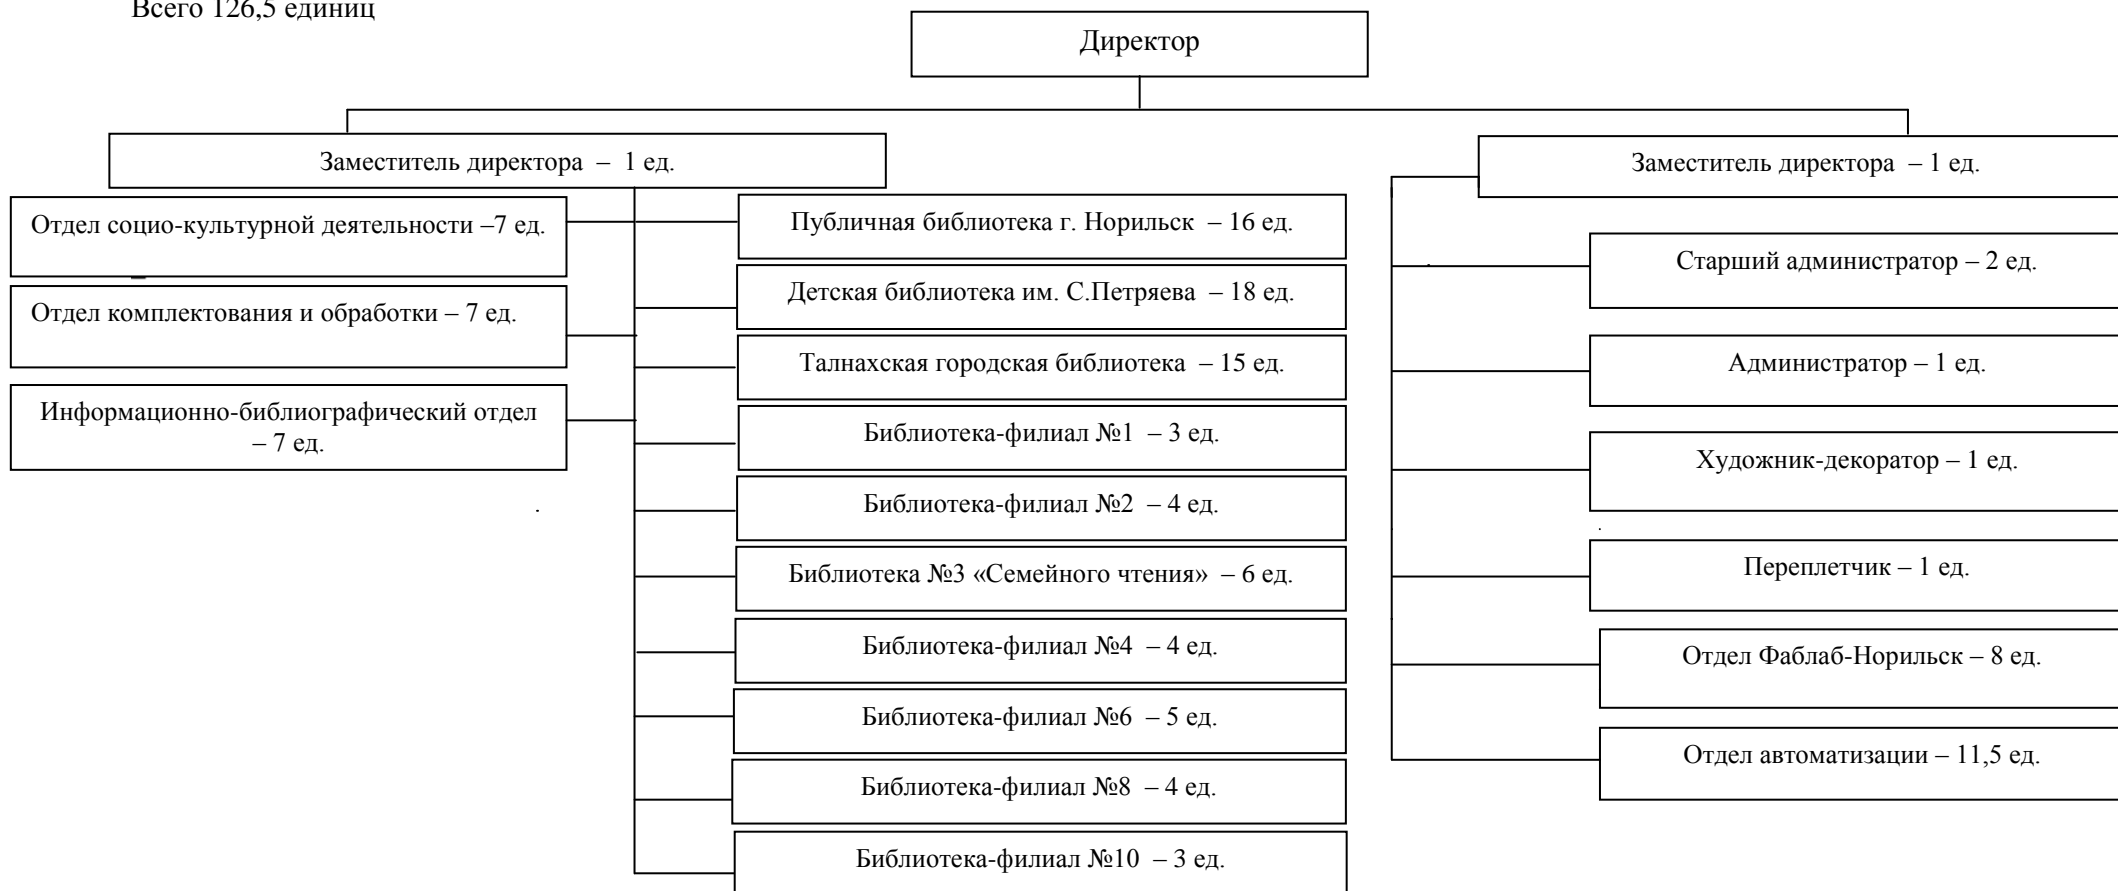 Всего 126,5 единиц
Директор
Заместитель директора – 1 ед.
Заместитель директора – 1 ед.
Отдел социо-культурной деятельности –7 ед.
Отдел комплектования и обработки – 7 ед.
Информационно-библиографический отдел
– 7 ед.
Публичная библиотека г. Норильск – 16 ед.
Детская библиотека им. С.Петряева – 18 ед.
Талнахская городская библиотека – 15 ед.
Библиотека-филиал №1 – 3 ед.
Библиотека-филиал №2 – 4 ед.
Библиотека №3 «Семейного чтения» – 6 ед.
Библиотека-филиал №4 – 4 ед.
Библиотека-филиал №6 – 5 ед.
Библиотека-филиал №8 – 4 ед.
Библиотека-филиал №10 – 3 ед.
Старший администратор – 2 ед.
Администратор – 1 ед.
Художник-декоратор – 1 ед.
Переплетчик – 1 ед.
Отдел Фаблаб-Норильск – 8 ед.
Отдел автоматизации – 11,5 ед.